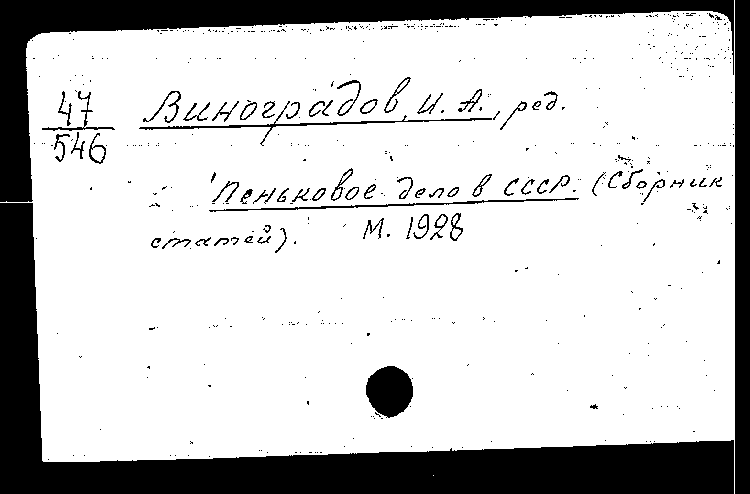 47
546
Виноградов, И. А., ред.
Пеньковое дело в СССР. (Сборник
статей). М. 1928